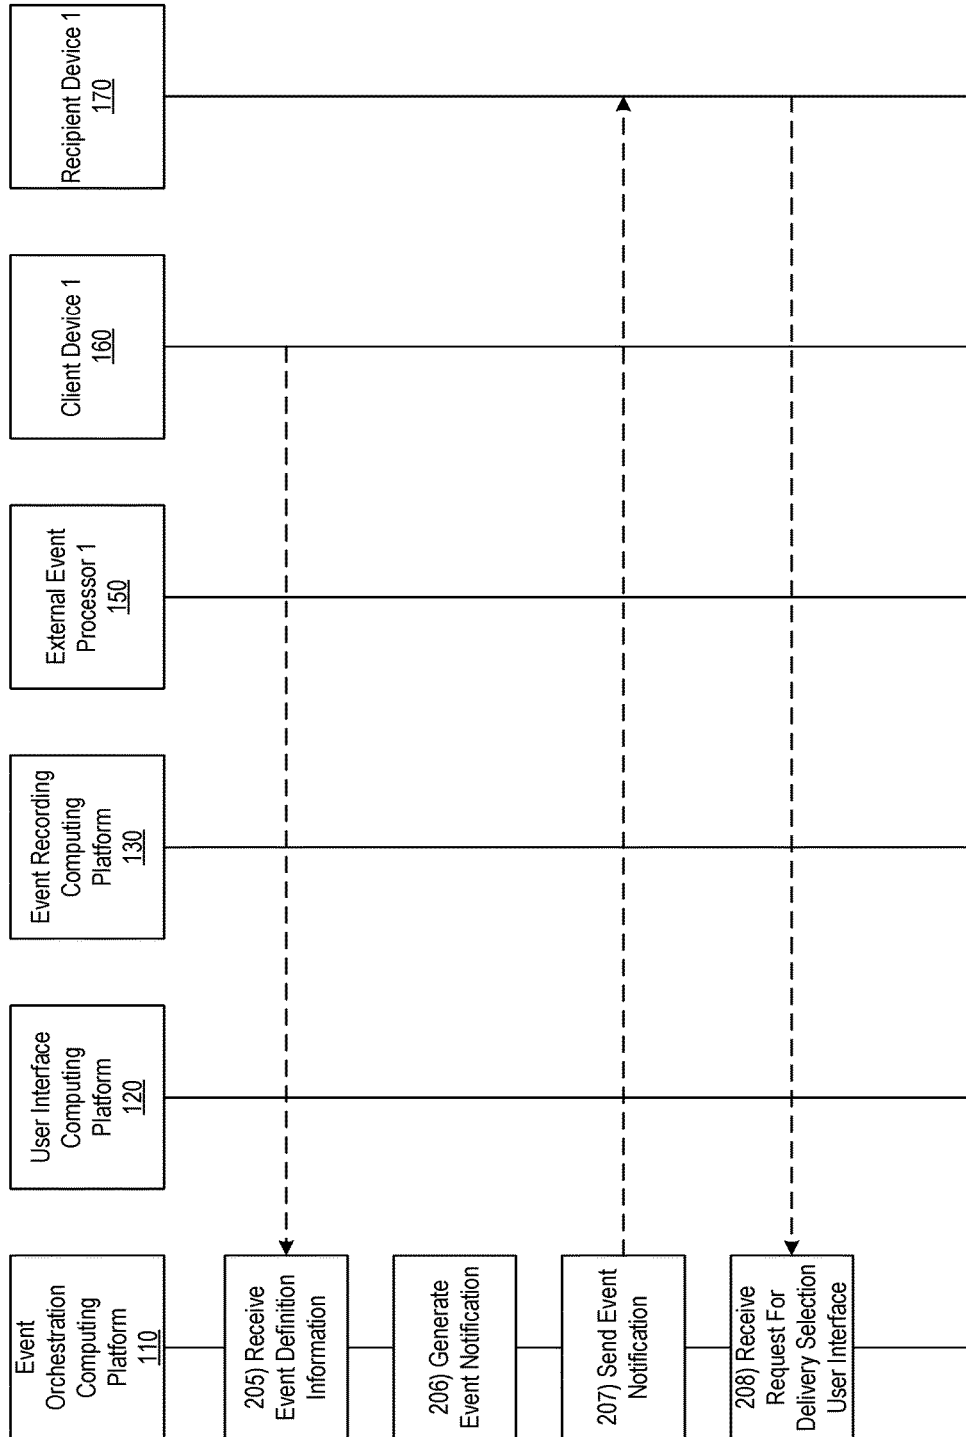 Event
Orchestration
Computing
Platform
110
User Interface
Computing
Platform
120
Event Recording
Computing
Platform
130
External Event
Processor 1
150
Client Device 1
160
Recipient Device 1
170
205) Receive
Event Definition
Information
206) Generate
Event Notification
207) Send Event
Notification
208) Receive
Request For
Delivery Selection
User Interface